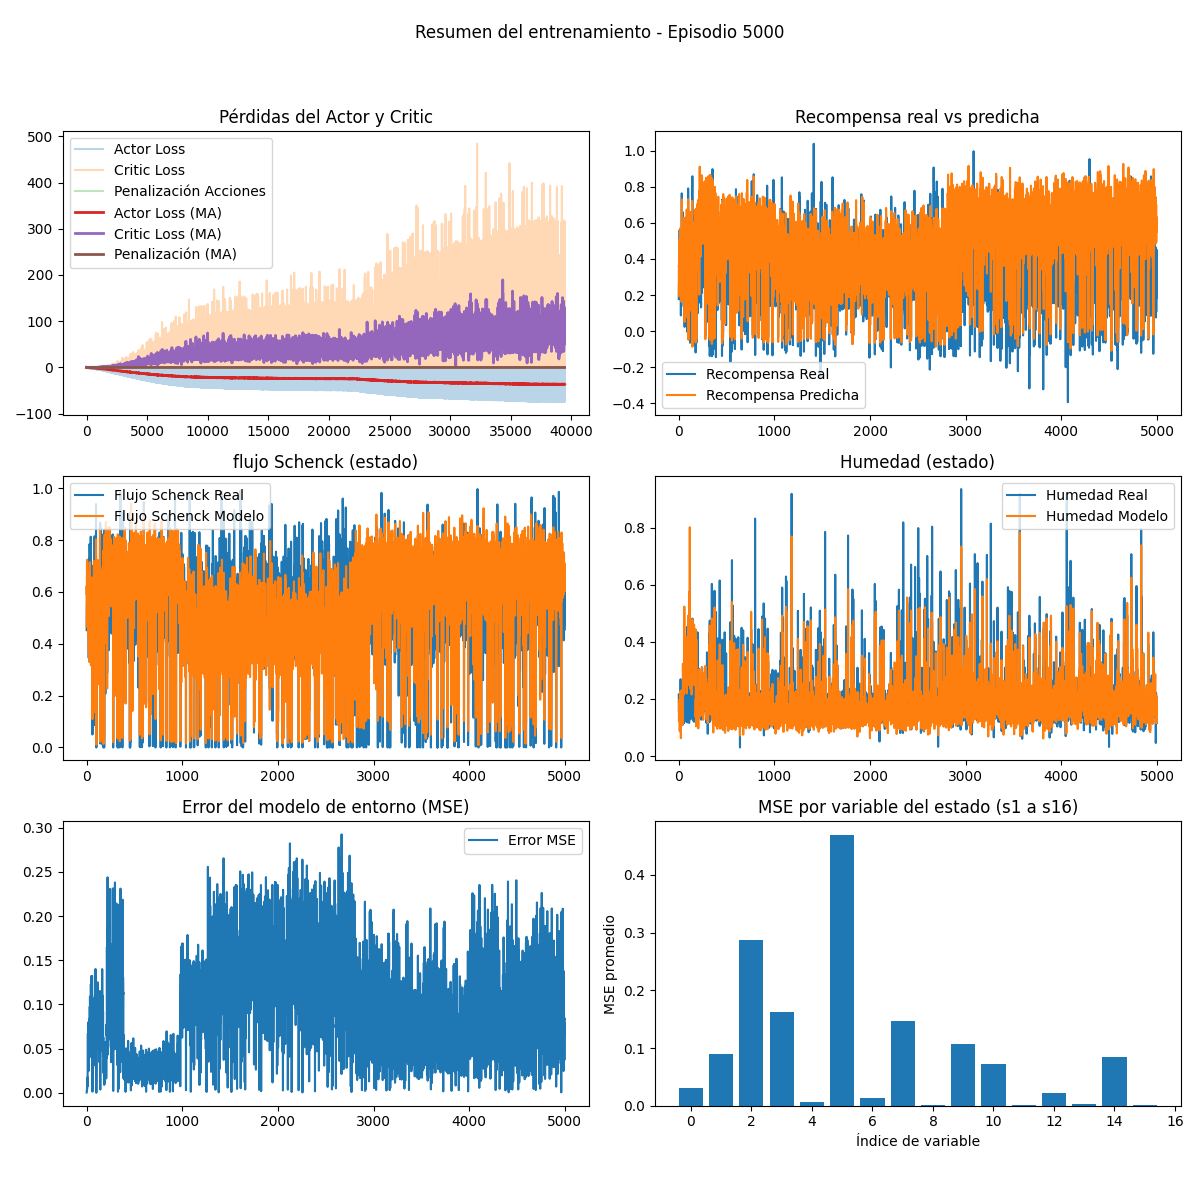 Resumen del entrenamiento - Episodio 5000
Pérdidas del Actor y Critic
500
400
300
200
100
0
−100
Actor Loss
Critic Loss
Penalización Acciones
Actor Loss (MA)
Critic Loss (MA)
Penalización (MA)
0 5000 10000 15000 20000 25000 30000 35000 40000
Recompensa real vs predicha
1.0
0.8
0.6
0.4
0.2
0.0
−0.2
−0.4
Recompensa Real
Recompensa Predicha
0 1000 2000 3000 4000 5000
flujo Schenck (estado)
1.0
0.8
0.6
0.4
0.2
0.0
Flujo Schenck Real
Flujo Schenck Modelo
0 1000 2000 3000 4000 5000
Humedad (estado)
0.8
0.6
0.4
0.2
0.0
Humedad Real
Humedad Modelo
0 1000 2000 3000 4000 5000
Error del modelo de entorno (MSE)
0.30
0.25
0.20
0.15
0.10
0.05
0.00
Error MSE
0 1000 2000 3000 4000 5000
MSE por variable del estado (s1 a s16)
MSE promedio
0.4
0.3
0.2
0.1
0.0
0 2 4 6 8 10 12 14 16
Índice de variable